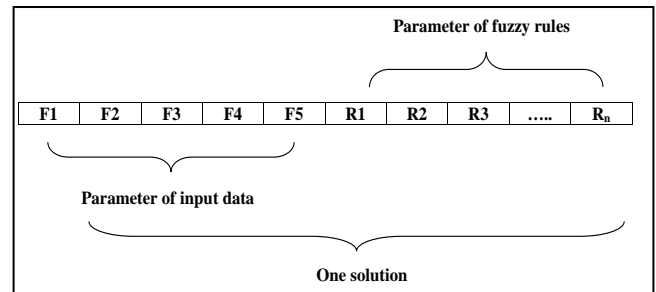 Parameter of fuzzy rules
F1 F2 F3 F4 F5 R1 R2 R3 ….. Rn
Parameter of input data
One solution